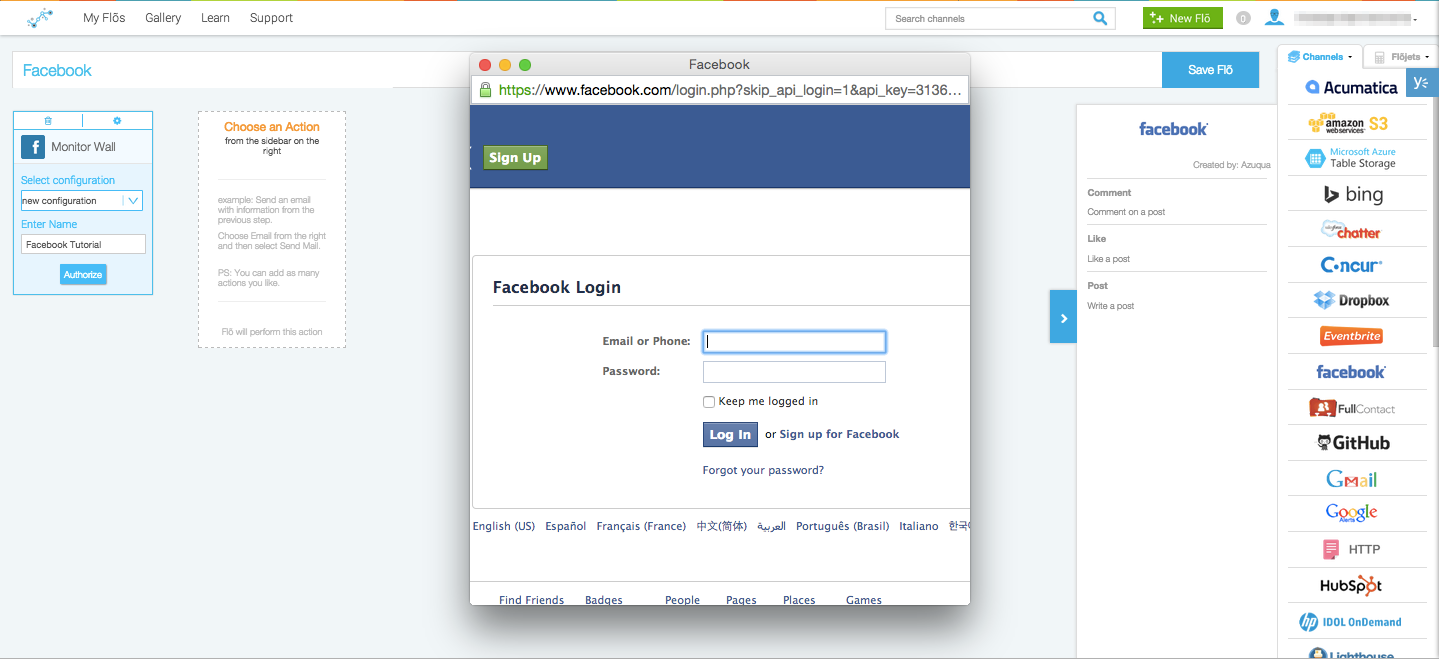 My Flōs
Gallery
Learn
Support
Search channels
New Flō
0
Facebook
Save Flō
Monitor Wall
Select configuration
new configuration
Enter Name
Facebook Tutorial
Authorize
Choose an Action
from the sidebar on the
right
example: Send an email
with information from the
previous step.
Choose Email from the right
and then select Send Mail.
PS: You can add as many
actions you like.
Flō will perform this action
Facebook
https://www.facebook.com/login.php?skip_api_login=1&api_key=3136...
Sign Up
Facebook Login
Email or Phone:
Password:
Keep me logged in
Log In or Sign up for Facebook
Forgot your password?
English (US) Español Français (France) 中文(简体) العربية Português (Brasil) Italiano 한국
Find Friends Badges People Pages Places Games
facebook
Created by: Azuqua
Comment
Comment on a post
Like
Like a post
Post
Write a post
Channels
Flōjets
Acumatica
amazon
web services™ S3
Microsoft Azure
Table Storage
bing
chatter
C·ncur
Dropbox
Eventbrite
facebook
FullContact
GitHub
Gmail
Google
Alerts
HTTP
HubSpot
hp IDOL OnDemand
Lighthouse